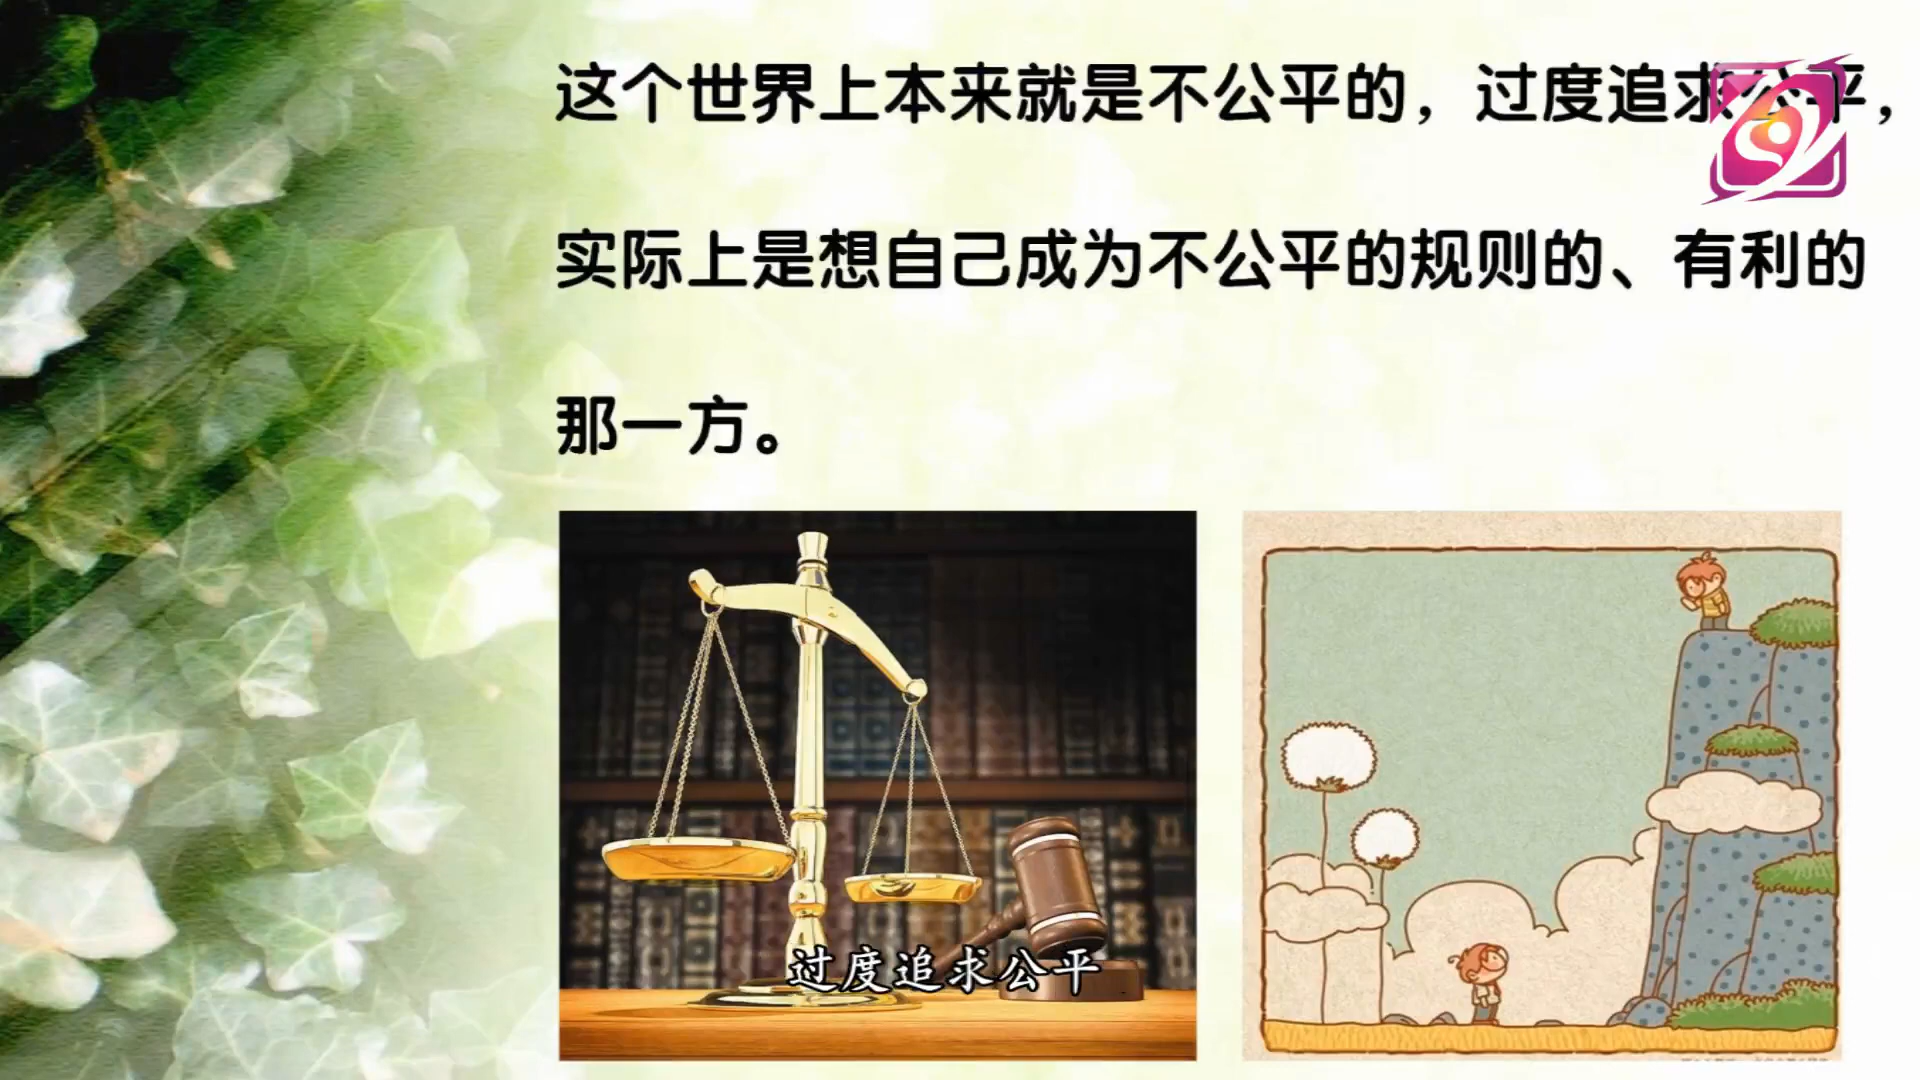 这个世界上本来就是不公平的，过度追求公平，
实际上是想自己成为不公平的规则的、有利的
那一方。
过度追求公平